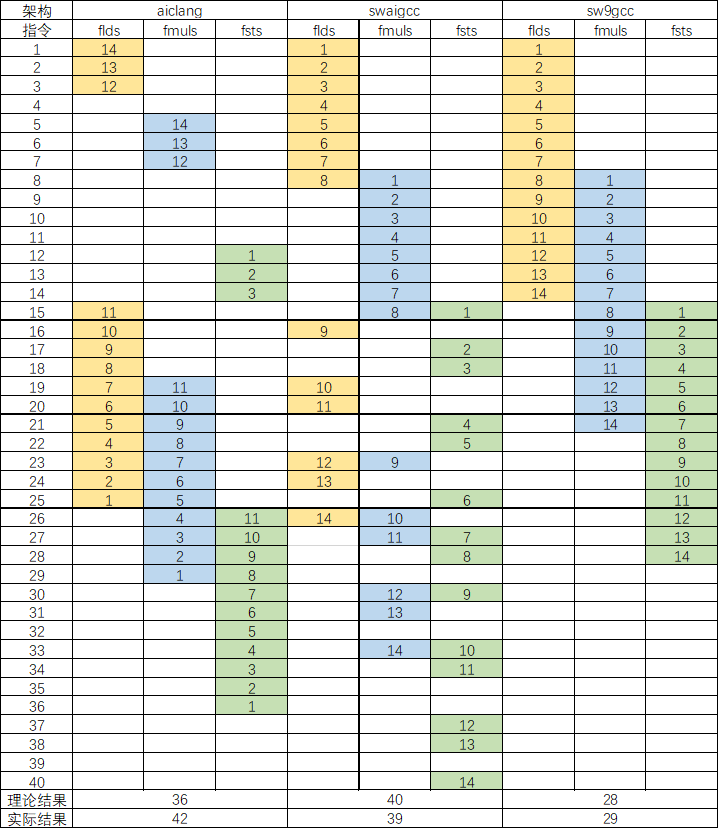 架构 aiclang swaigcc sw9gcc
指令 flds fmuls fsts flds fmuls fsts flds fmuls fsts
1 14 1 1
2 13 2 2
3 12 3 3
4 4 4
5 14 5 5
6 13 6 6
7 12 7 7
8 8 1 8 1
9 2 9 2
10 3 10 3
11 4 11 4
12 1 5 12 5
13 2 6 13 6
14 3 7 14 7
15 11 8 1 8 1
16 10 9 9 2
17 9 2 10 3
18 8 3 11 4
19 7 11 10 12 5
20 6 10 11 13 6
21 5 9 4 14 7
22 4 8 5 8
23 3 7 12 9 9
24 2 6 13 10
25 1 5 6 11
26 4 11 14 10 12
27 3 10 11 7 13
28 2 9 8 14
29 1 8
30 7 12 9
31 6 13
32 5
33 4 14 10
34 3 11
35 2
36 1
37 12
38 13
39
40 14
理论结果 36 40 28
实际结果 42 39 29